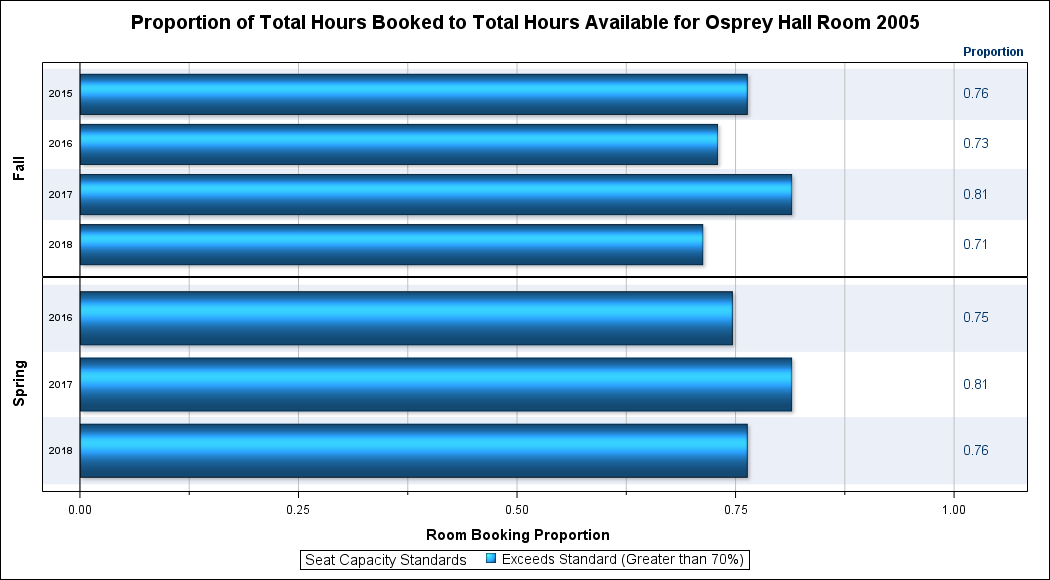 Proportion of Total Hours Booked to Total Hours Available for Osprey Hall Room 2005
Proportion
Fall
2015 0.76
2016 0.73
2017 0.81
2018 0.71
Spring
2016 0.75
2017 0.81
2018 0.76
0.00 0.25 0.50 0.75 1.00
Room Booking Proportion
Seat Capacity Standards Exceeds Standard (Greater than 70%)